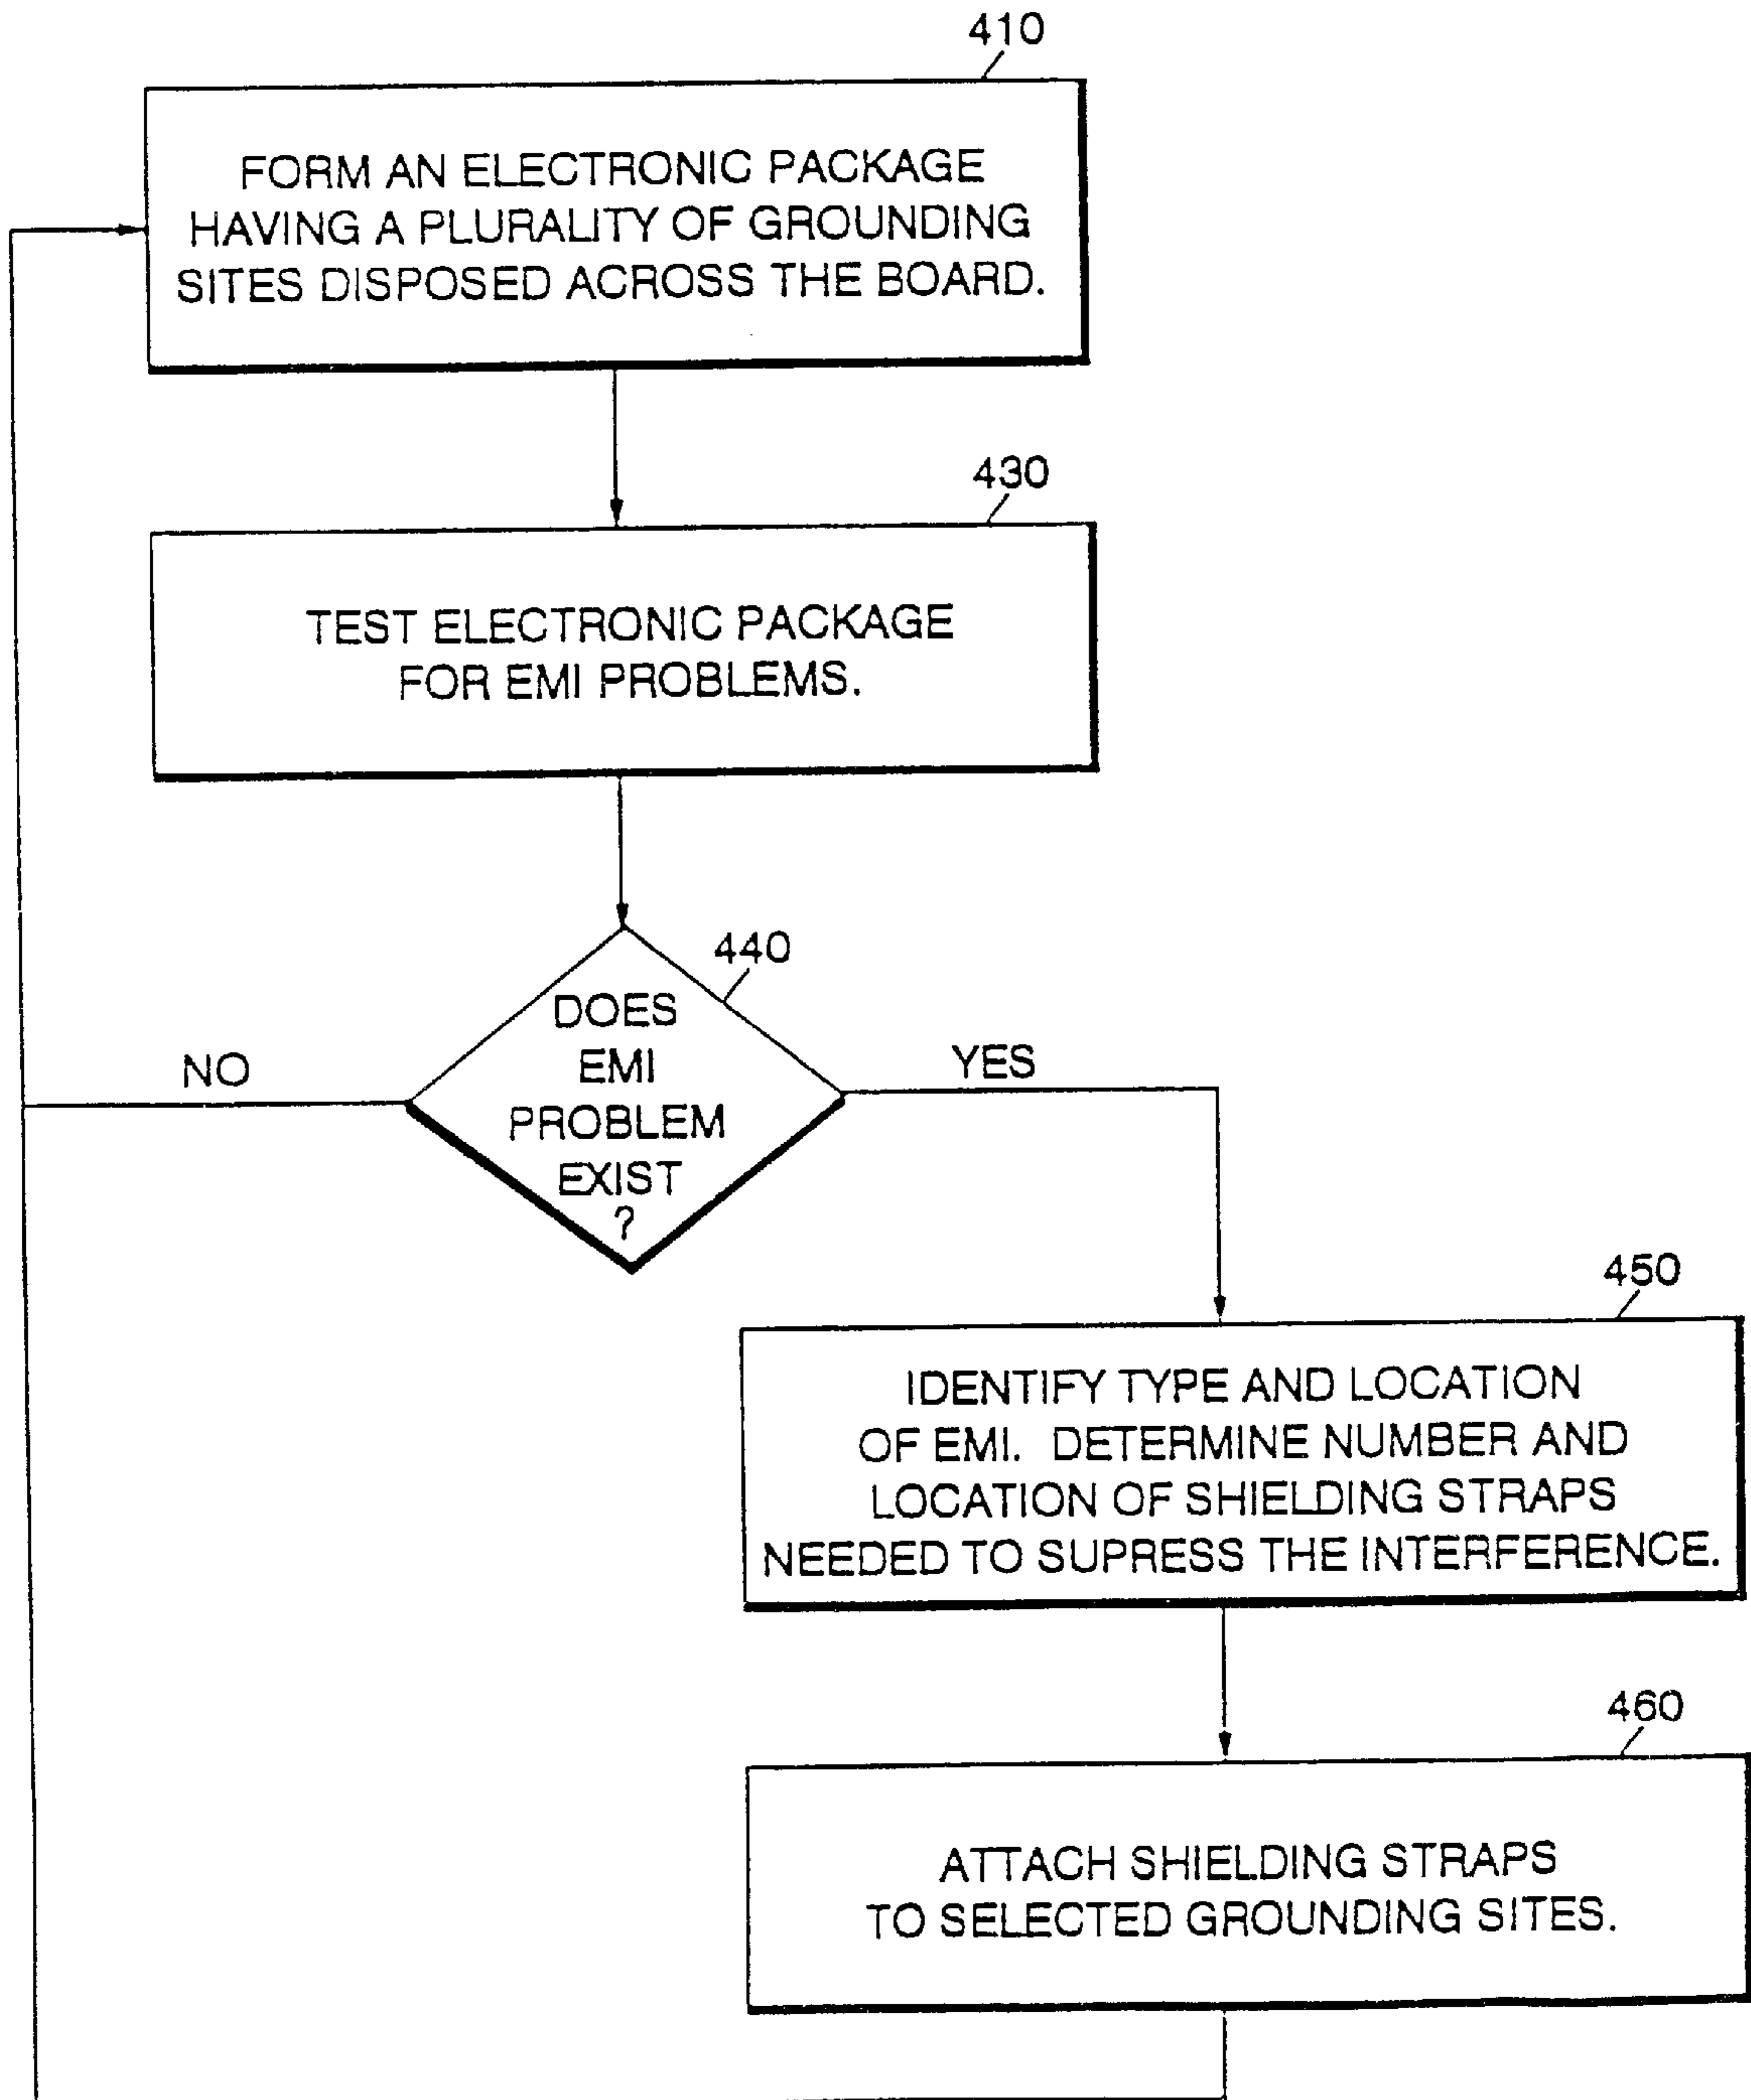 410
FORM AN ELECTRONIC PACKAGE
HAVING A PLURALITY OF GROUNDING
SITES DISPOSED ACROSS THE BOARD.
430
TEST ELECTRONIC PACKAGE
FOR EMI PROBLEMS.
440
DOES
EMI
PROBLEM
EXIST
?
NO
YES
450
IDENTIFY TYPE AND LOCATION
OF EMI. DETERMINE NUMBER AND
LOCATION OF SHIELDING STRAPS
NEEDED TO SUPRESS THE INTERFERENCE.
460
ATTACH SHIELDING STRAPS
TO SELECTED GROUNDING SITES.